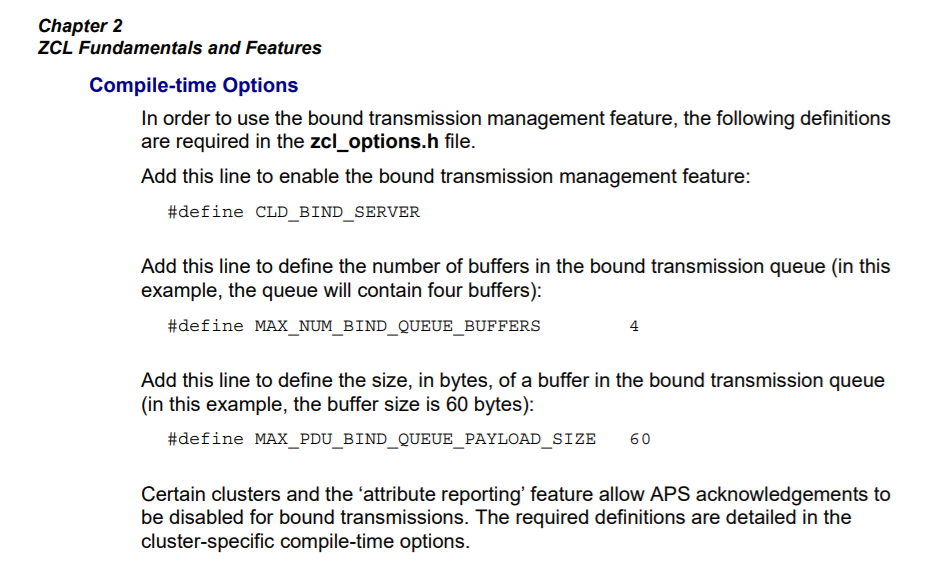 Chapter 2
ZCL Fundamentals and Features
Compile-time Options
In order to use the bound transmission management feature, the following definitions
are required in the zcl_options.h file.
Add this line to enable the bound transmission management feature:
#define CLD_BIND_SERVER
Add this line to define the number of buffers in the bound transmission queue (in this
example, the queue will contain four buffers):
#define MAX_NUM_BIND_QUEUE_BUFFERS 4
Add this line to define the size, in bytes, of a buffer in the bound transmission queue
(in this example, the buffer size is 60 bytes):
#define MAX_PDU_BIND_QUEUE_PAYLOAD_SIZE 60
Certain clusters and the ‘attribute reporting’ feature allow APS acknowledgements to
be disabled for bound transmissions. The required definitions are detailed in the
cluster-specific compile-time options.